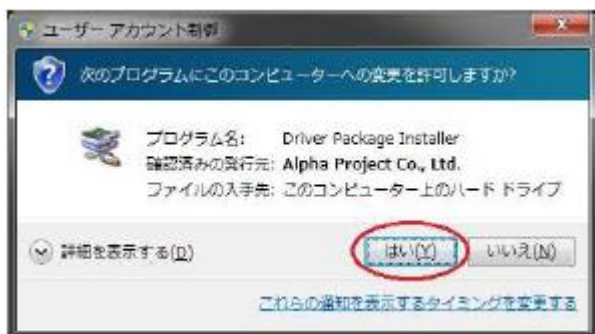 ユーザー アカウント制御
次のプログラムにこのコンピューターへの変更を許可しますか?
プログラム名: Driver Package Installer
確認済みの発行元: Alpha Project Co., Ltd.
ファイルの入手先: このコンピューター上のハード ドライブ
詳細を表示する(D)
はい(Y)
いいえ(N)
これらの通知を表示するタイミングを変更する